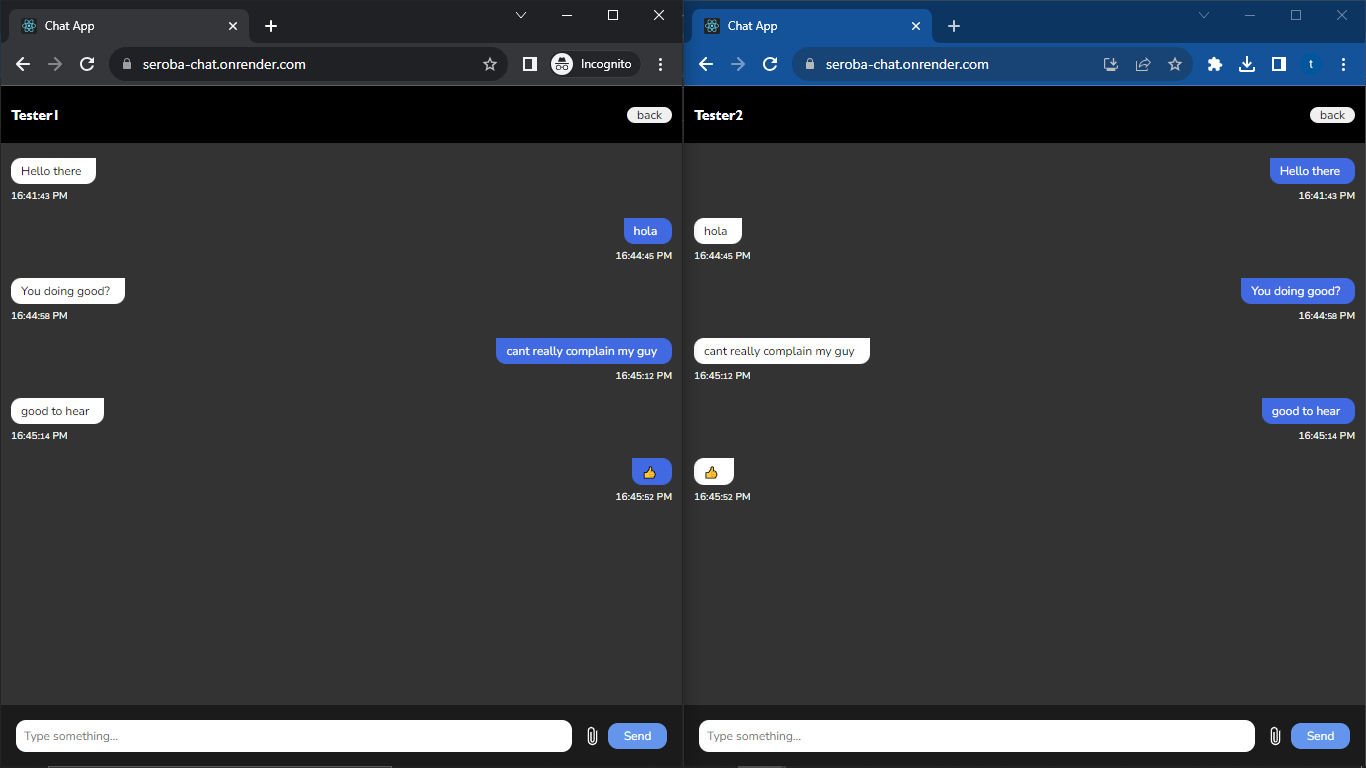 Chat App
seroba-chat.onrender.com
Incognito
Tester1
back
Hello there
16:41:43 PM
hola
16:44:45 PM
You doing good?
16:44:58 PM
cant really complain my guy
16:45:12 PM
good to hear
16:45:14 PM
👍
16:45:52 PM
Type something...
Send
Chat App
seroba-chat.onrender.com
t
Tester2
back
Hello there
16:41:43 PM
hola
16:44:45 PM
You doing good?
16:44:58 PM
cant really complain my guy
16:45:12 PM
good to hear
16:45:14 PM
👍
16:45:52 PM
Type something...
Send